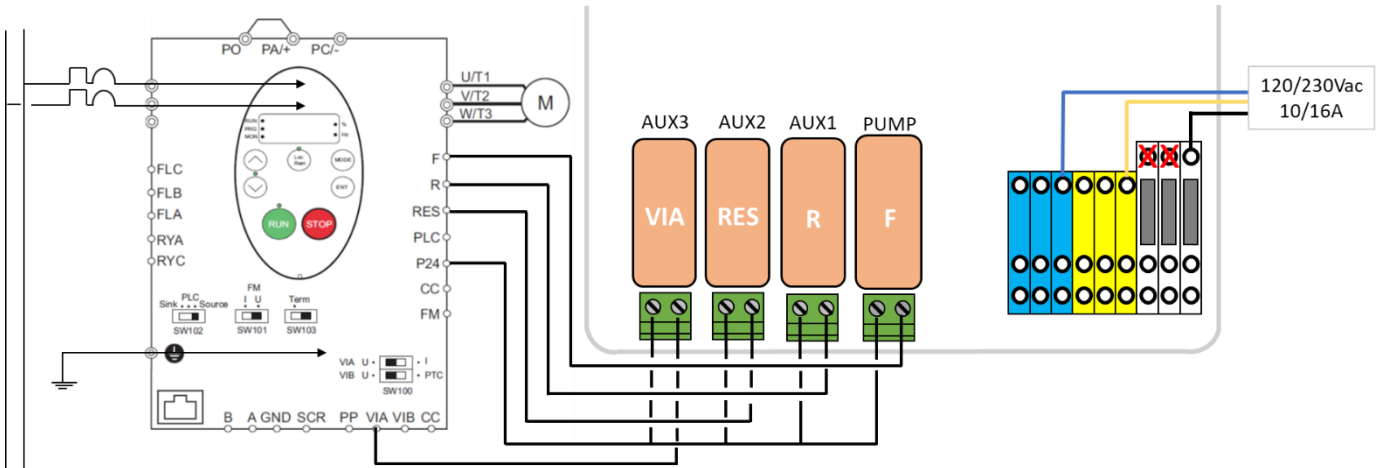 PO PA/+ PC/-
U/T1
V/T2
W/T3
M
RUN
PRG
MON
%
Hz
Loc
Rem
MODE
ENT
RUN
STOP
FLC
FLB
FLA
RYA
RYC
F
R
RES
PLC
P24
CC
FM
PLC
Sink Source
SW102
FM
I U
SW101
Term
SW103
VIA U I
VIB U PTC
SW100
B A GND SCR PP VIA VIB CC
AUX3 AUX2 AUX1 PUMP
VIA RES R F
120/230Vac
10/16A